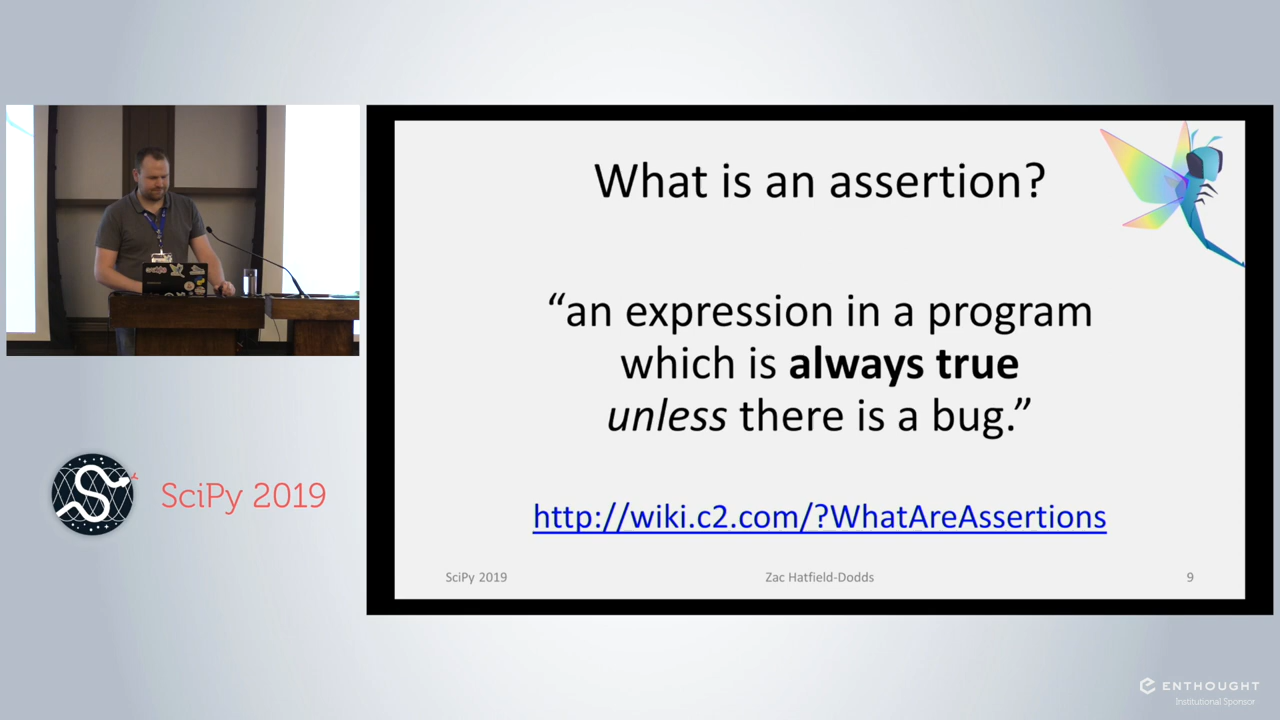 What is an assertion?
“an expression in a program
which is always true
unless there is a bug.”
http://wiki.c2.com/?WhatAreAssertions
SciPy 2019
Zac Hatfield-Dodds
9
SciPy 2019
ENTHOUGHT
Institutional Sponsor